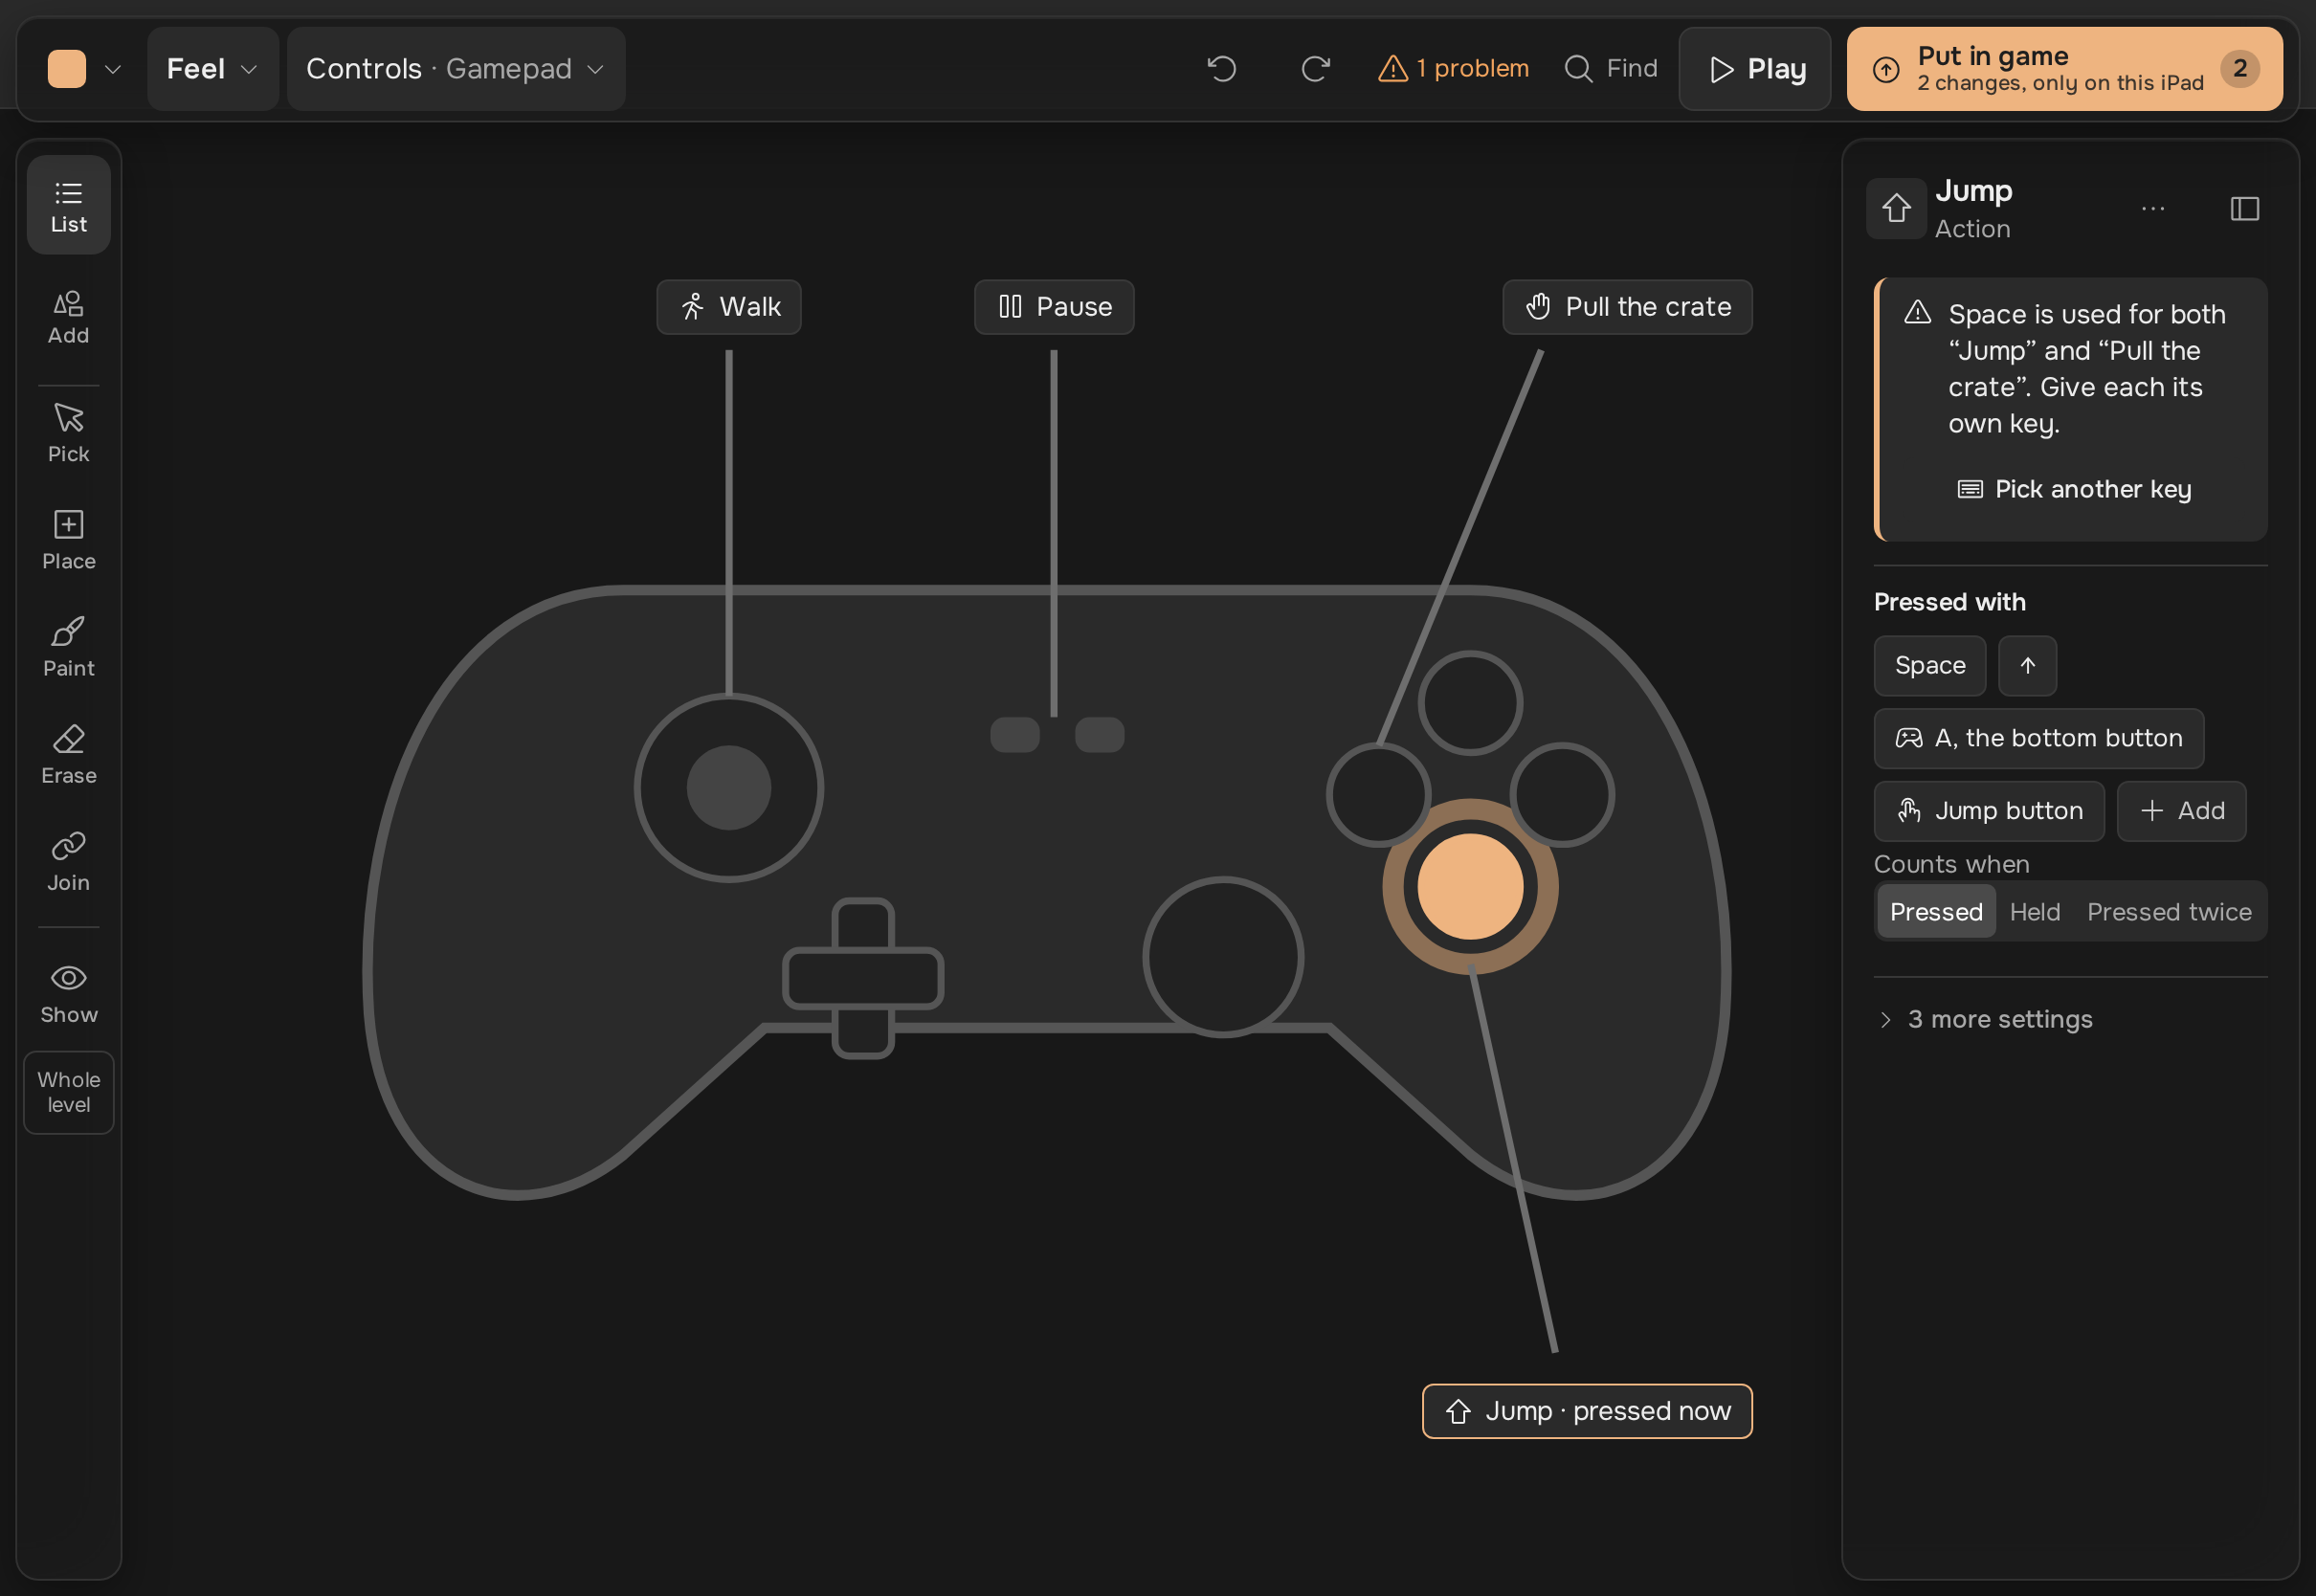 Feel
Controls · Gamepad
1 problem
Find
Play
Put in game
2 changes, only on this iPad
2
List
Add
Pick
Place
Paint
Erase
Join
Show
Whole
level
Walk
Pause
Pull the crate
Jump · pressed now
Jump
Action
Space is used for both
“Jump” and “Pull the
crate”. Give each its
own key.
Pick another key
Pressed with
Space
A, the bottom button
Jump button
Add
Counts when
Pressed
Held
Pressed twice
3 more settings